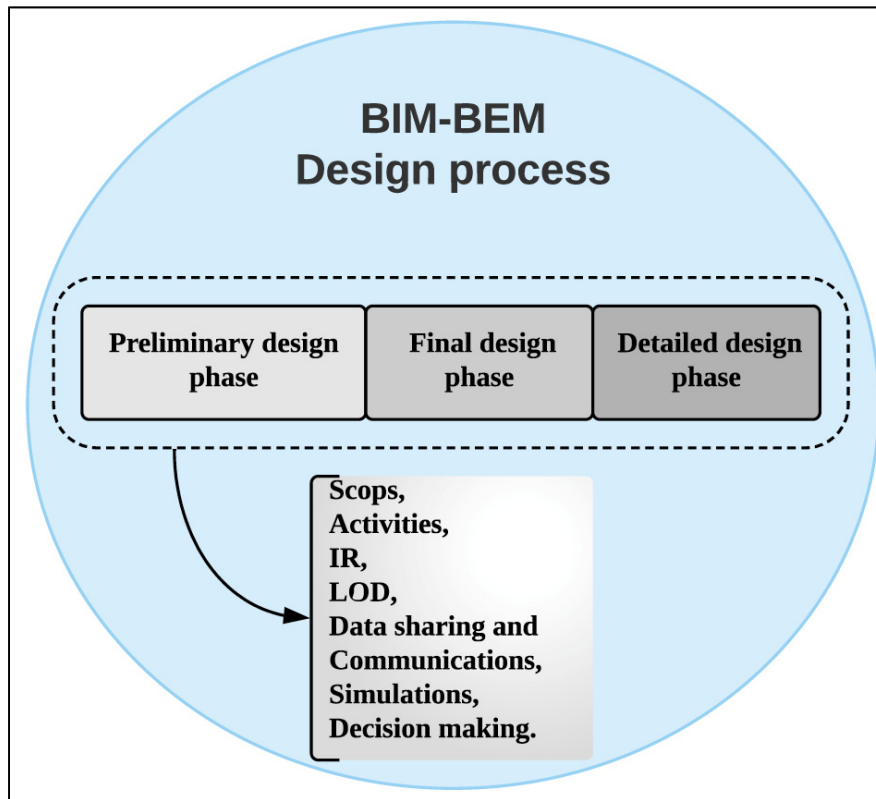 BIM-BEM
Design process
Preliminary design
phase
Final design
phase
Detailed design
phase
Scops,
Activities,
IR,
LOD,
Data sharing and
Communications,
Simulations,
Decision making.